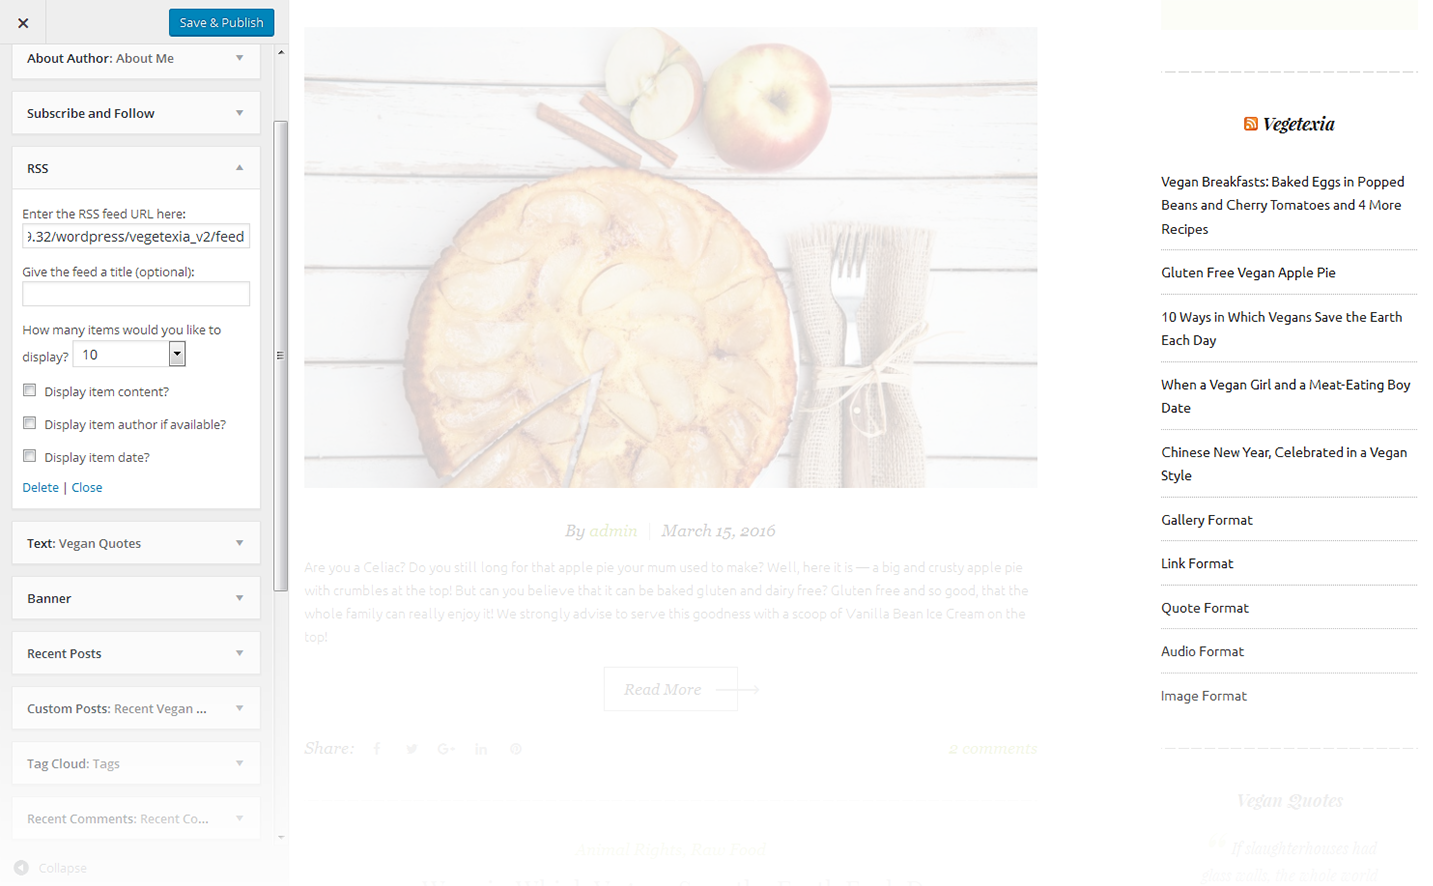 Save & Publish
About Author: About Me
Subscribe and Follow
RSS
Enter the RSS feed URL here:
9.32/wordpress/vegetexia_v2/feed
Give the feed a title (optional):
How many items would you like to
display? 10
Display item content?
Display item author if available?
Display item date?
Delete | Close
Text: Vegan Quotes
Banner
Recent Posts
Custom Posts: Recent Vegan ...
Tag Cloud: Tags
Recent Comments: Recent Co...
Collapse
By admin | March 15, 2016
Are you a Celiac? Do you still long for that apple pie your mum used to make? Well, here it is — a big and crusty apple pie
with crumbles at the top! But can you believe that it can be baked gluten and dairy free? Gluten free and so good, that the
whole family can really enjoy it! We strongly advise to serve this goodness with a scoop of Vanilla Bean Ice Cream on the
top!
Read More
Share:
2 comments
Animal Rights, Raw Food
Vegetexia
Vegan Breakfasts: Baked Eggs in Popped
Beans and Cherry Tomatoes and 4 More
Recipes
Gluten Free Vegan Apple Pie
10 Ways in Which Vegans Save the Earth
Each Day
When a Vegan Girl and a Meat-Eating Boy
Date
Chinese New Year, Celebrated in a Vegan
Style
Gallery Format
Link Format
Quote Format
Audio Format
Image Format
Vegan Quotes
If slaughterhouses had
glass walls, the whole world